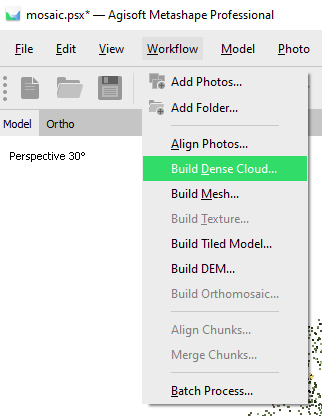 mosaic.psx* — Agisoft Metashape Professional
File Edit View Workflow Model Photo
Model Ortho
Perspective 30°
Add Photos...
Add Folder...
Align Photos...
Build Dense Cloud...
Build Mesh...
Build Texture...
Build Tiled Model...
Build DEM...
Build Orthomosaic...
Align Chunks...
Merge Chunks...
Batch Process...